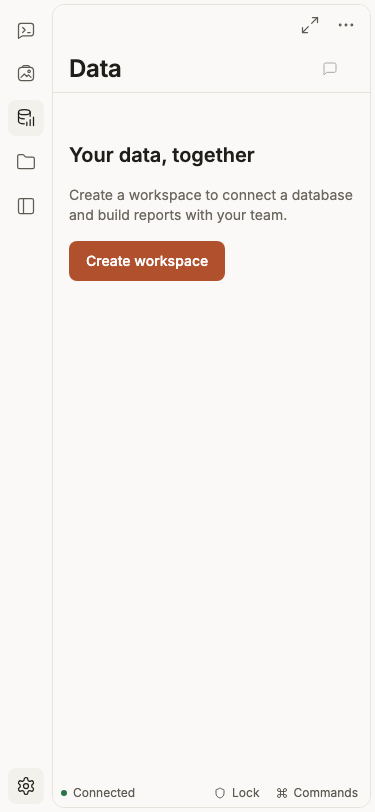 Data
Your data, together
Create a workspace to connect a database
and build reports with your team.
Create workspace
Connected
Lock
Commands